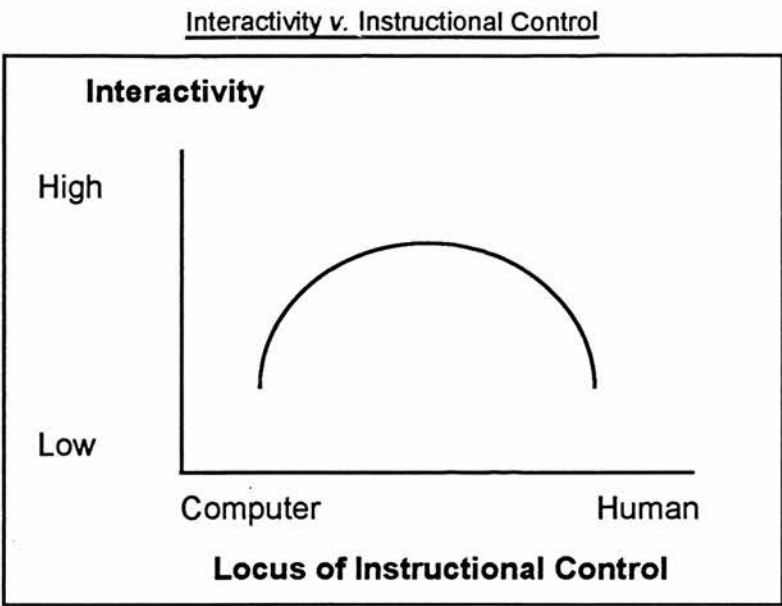 Interactivity v. Instructional Control
Interactivity
High
Low
Computer Human
Locus of Instructional Control